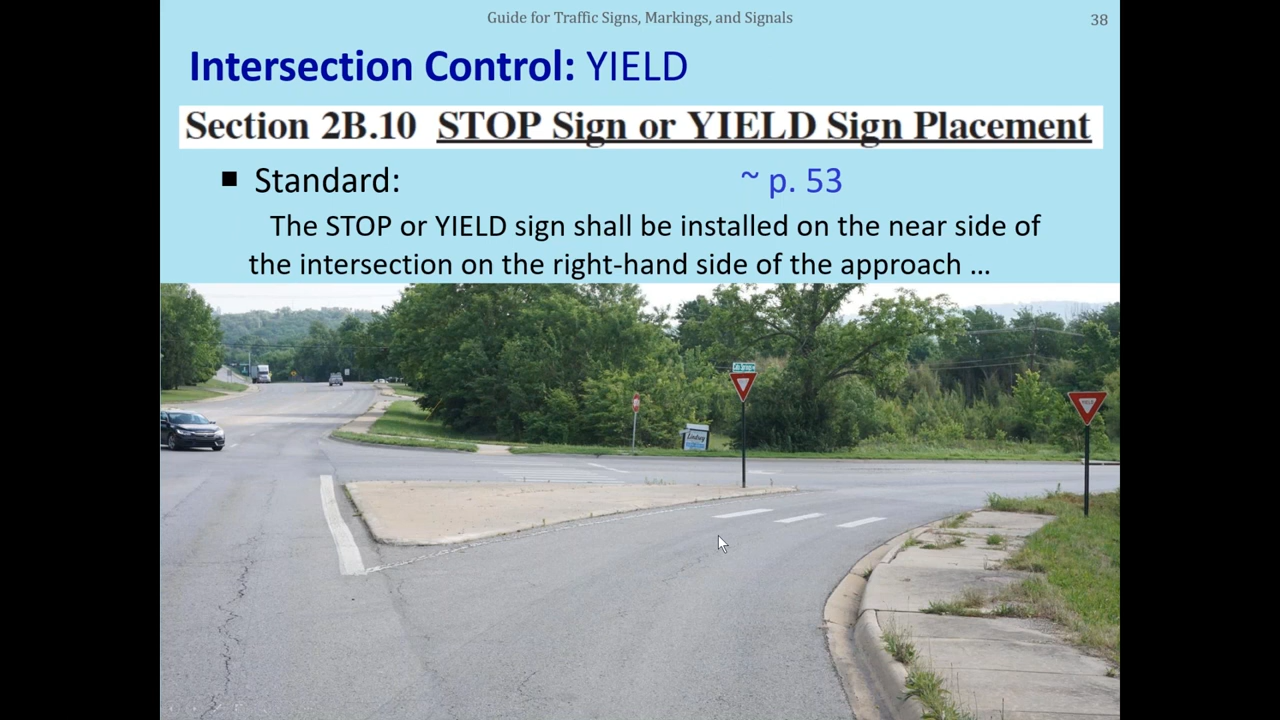 Guide for Traffic Signs, Markings, and Signals
38
Intersection Control: YIELD
Section 2B.10 STOP Sign or YIELD Sign Placement
Standard:
~ p. 53
The STOP or YIELD sign shall be installed on the near side of
the intersection on the right-hand side of the approach ...
Lindsey
YIELD